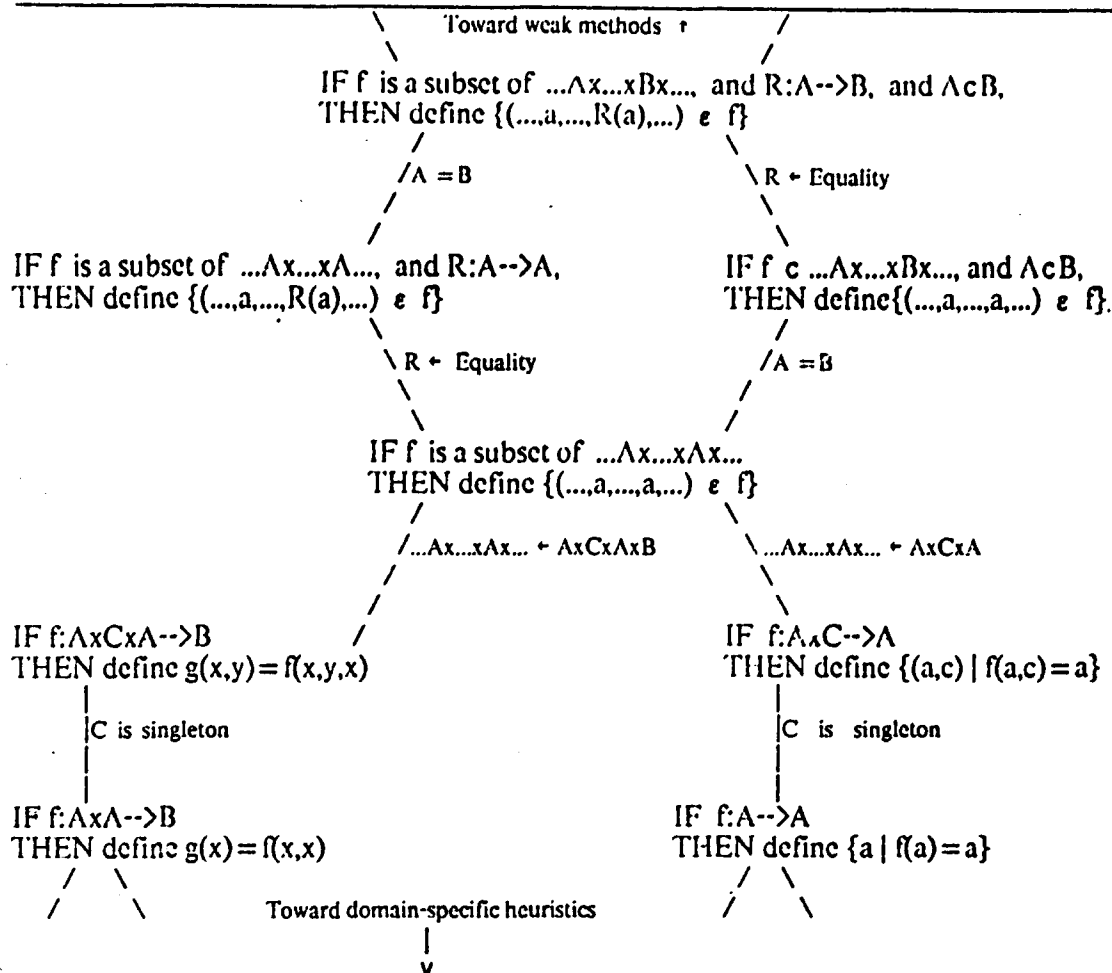 Toward weak methods ↑
IF f is a subset of ...Ax...xBx..., and R:A-->B, and AcB,
THEN define {(...,a,...,R(a),...) ε f}
A = B
R ← Equality
IF f is a subset of ...Ax...xA..., and R:A-->A,
THEN define {(...,a,...,R(a),...) ε f}
IF f c ...Ax...xBx..., and AcB,
THEN define{(...,a,...,a,...) ε f}.
R ← Equality
A = B
IF f is a subset of ...Ax...xAx...
THEN define {(...,a,...,a,...) ε f}
...Ax...xAx... ← AxCxAxB
...Ax...xAx... ← AxCxA
IF f:AxCxA-->B
THEN define g(x,y)=f(x,y,x)
IF f:AxC-->A
THEN define {(a,c) | f(a,c)=a}
C is singleton
C is singleton
IF f:AxA-->B
THEN define g(x)=f(x,x)
IF f:A-->A
THEN define {a | f(a)=a}
Toward domain-specific heuristics